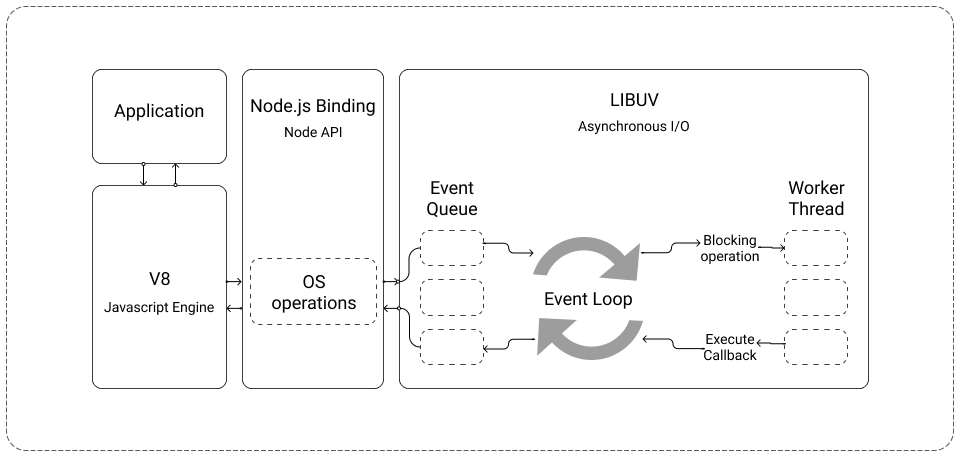 Application
V8
Javascript Engine
Node.js Binding
Node API
OS
operations
LIBUV
Asynchronous I/O
Event
Queue
Event Loop
Blocking
operation
Execute
Callback
Worker
Thread